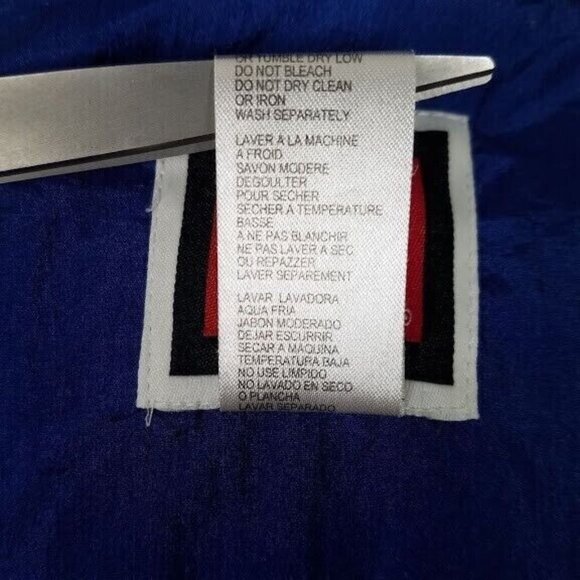 OR TUMBLE DRY LOW
DO NOT BLEACH
DO NOT DRY CLEAN
OR IRON
WASH SEPARATELY
LAVER A LA MACHINE
A FROID
SAVON MODERE
DEGOULTER
POUR SECHER
SECHER A TEMPERATURE
BASSE
A NE PAS BLANCHIR
NE PAS LAVER A SEC
OU REPAZZER
LAVER SEPAREMENT
LAVAR LAVADORA
AQUA FRIA
JABON MODERADO
DEJAR ESCURRIR
SECAR A MAQUINA
TEMPERATURA BAJA
NO USE LIMPIDO
NO LAVADO EN SECO
O PLANCHA
LAVAR SEPARADO